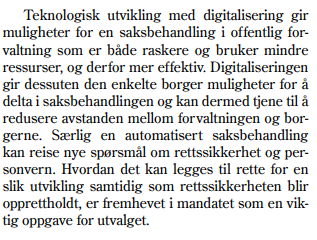 Teknologisk utvikling med digitalisering gir
muligheter for en saksbehandling i offentlig for-
valtning som er både raskere og bruker mindre
ressurser, og derfor mer effektiv. Digitaliseringen
gir dessuten den enkelte borger muligheter for å
delta i saksbehandlingen og kan dermed tjene til å
redusere avstanden mellom forvaltningen og bor-
gerne. Særlig en automatisert saksbehandling
kan reise nye spørsmål om rettssikkerhet og per-
sonvern. Hvordan det kan legges til rette for en
slik utvikling samtidig som rettssikkerheten blir
opprettholdt, er fremhevet i mandatet som en vik-
tig oppgave for utvalget.